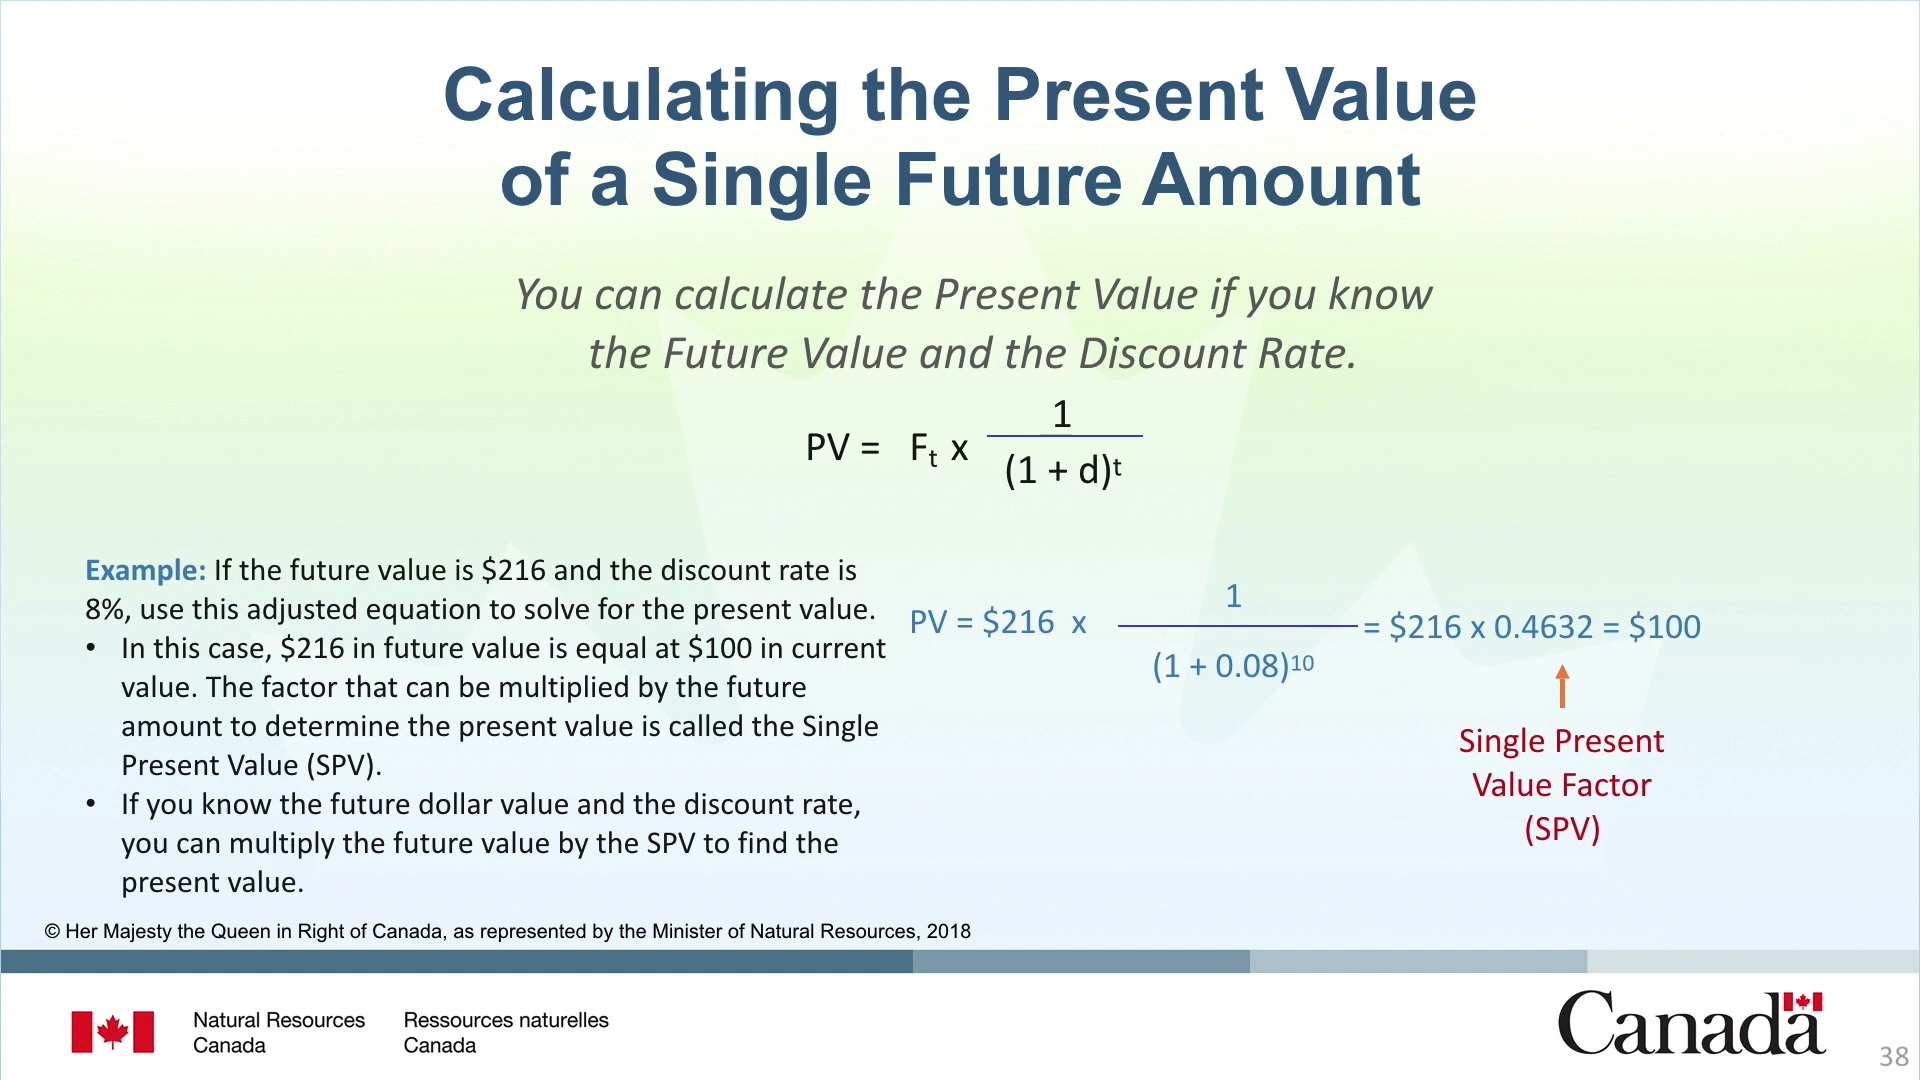 Calculating the Present Value
of a Single Future Amount
You can calculate the Present Value if you know
the Future Value and the Discount Rate.
PV = Fₜ x 1
(1 + d)ᵗ
Example: If the future value is $216 and the discount rate is
8%, use this adjusted equation to solve for the present value.
• In this case, $216 in future value is equal at $100 in current
value. The factor that can be multiplied by the future
amount to determine the present value is called the Single
Present Value (SPV).
• If you know the future dollar value and the discount rate,
you can multiply the future value by the SPV to find the
present value.
1
PV = $216 x = $216 x 0.4632 = $100
(1 + 0.08)¹⁰
Single Present
Value Factor
(SPV)
© Her Majesty the Queen in Right of Canada, as represented by the Minister of Natural Resources, 2018
Natural Resources
Canada
Ressources naturelles
Canada
Canada
38